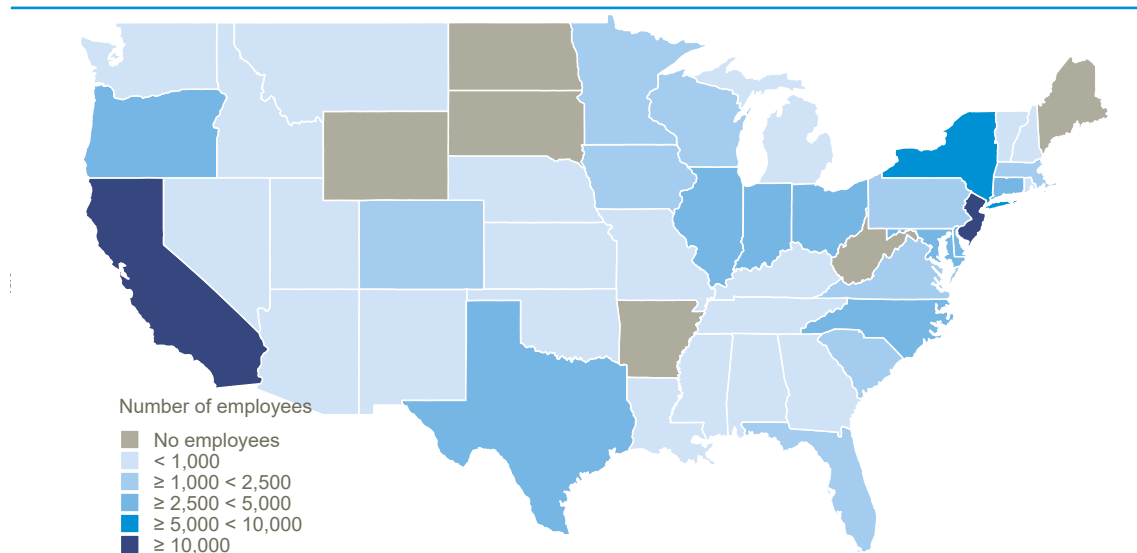 Number of employees
No employees
< 1,000
≥ 1,000 < 2,500
≥ 2,500 < 5,000
≥ 5,000 < 10,000
≥ 10,000